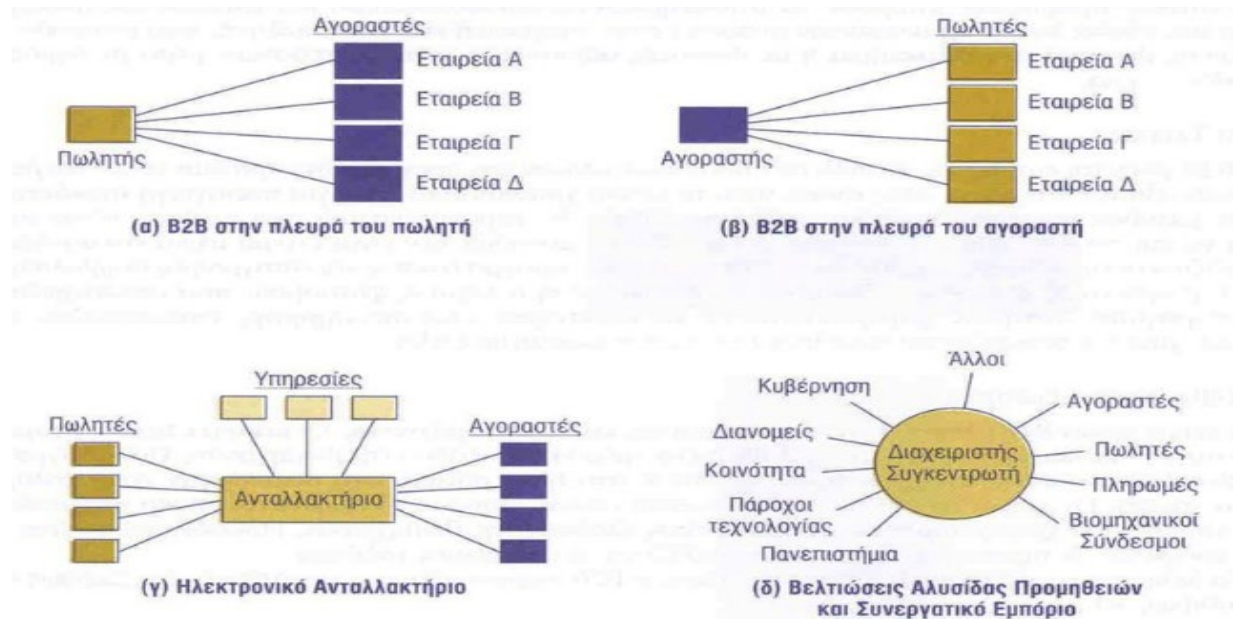 Αγοραστές
Εταιρεία Α
Εταιρεία Β
Εταιρεία Γ
Εταιρεία Δ
Πωλητής
(α) B2B στην πλευρά του πωλητή
Πωλητές
Εταιρεία Α
Εταιρεία Β
Εταιρεία Γ
Εταιρεία Δ
Αγοραστής
(β) B2B στην πλευρά του αγοραστή
Υπηρεσίες
Πωλητές
Αγοραστές
Ανταλλακτήριο
(γ) Ηλεκτρονικό Ανταλλακτήριο
Άλλοι
Κυβέρνηση
Αγοραστές
Διανομείς
Πωλητές
Κοινότητα
Διαχειριστής
Συγκεντρωτή
Πληρωμές
Πάροχοι
τεχνολογίας
Βιομηχανικοί
Σύνδεσμοι
Πανεπιστήμια
(δ) Βελτιώσεις Αλυσίδας Προμηθειών
και Συνεργατικό Εμπόριο